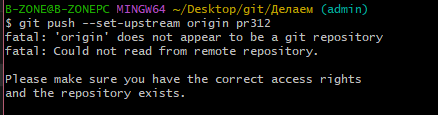 B-ZONE@B-ZONEPC MINGW64 ~/Desktop/git/Делаем (admin)
$ git push --set-upstream origin pr312
fatal: 'origin' does not appear to be a git repository
fatal: Could not read from remote repository.
Please make sure you have the correct access rights
and the repository exists.